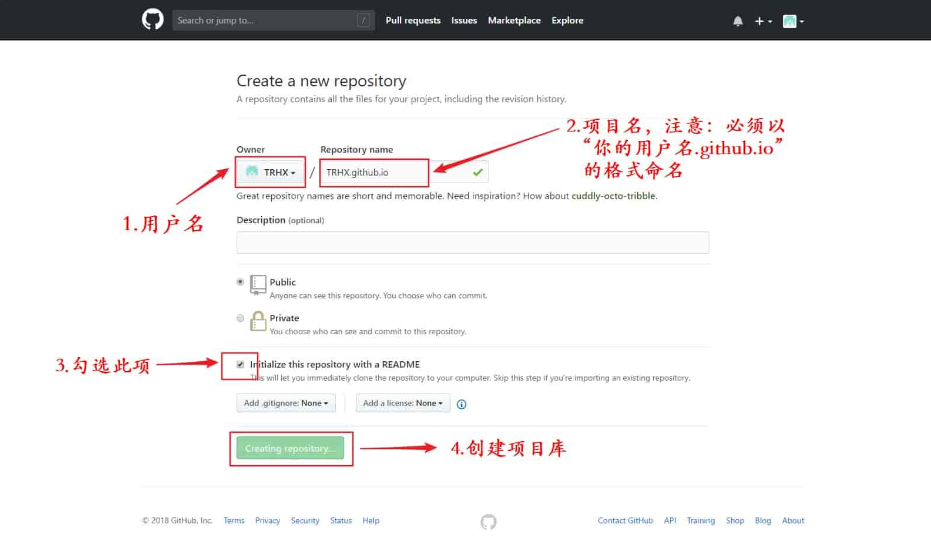 Search or jump to... /
Pull requests Issues Marketplace Explore
Create a new repository
A repository contains all the files for your project, including the revision history.
2.项目名，注意：必须以
“你的用户名.github.io”
的格式命名
Owner Repository name
TRHX / TRHX.github.io
Great repository names are short and memorable. Need inspiration? How about cuddly-octo-tribble.
1.用户名
Description (optional)
Public
Anyone can see this repository. You choose who can commit.
Private
You choose who can see and commit to this repository.
3.勾选此项
Initialize this repository with a README
This will let you immediately clone the repository to your computer. Skip this step if you're importing an existing repository.
Add .gitignore: None Add a license: None
Creating repository...
4.创建项目库
© 2018 GitHub, Inc. Terms Privacy Security Status Help
Contact GitHub API Training Shop Blog About